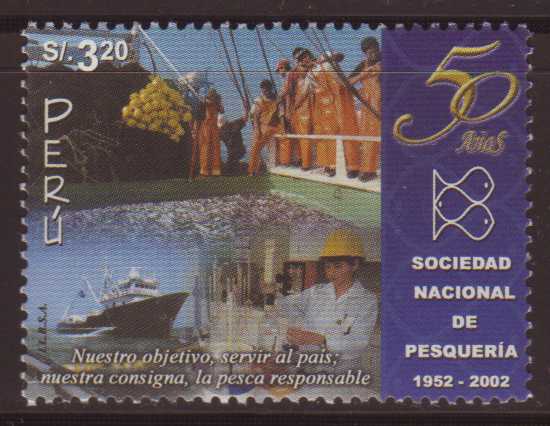 S/. 3.20
PERÚ
50
Años
SOCIEDAD
NACIONAL
DE
PESQUERÍA
1952 - 2002
Nuestro objetivo, servir al pais;
nuestra consigna, la pesca responsable